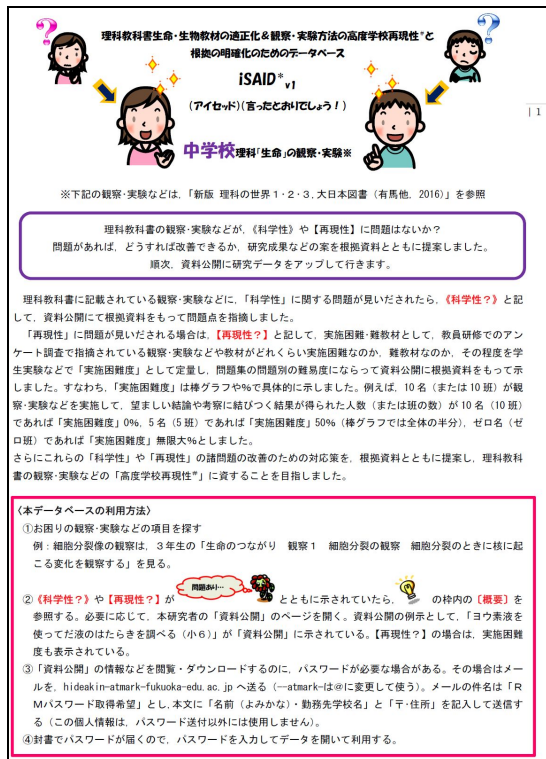 理科教科書生命・生物教材の適正化＆観察・実験方法の高度学校再現性*と
根拠の明確化のためのデータベース
iSAID*v1
(アイセッド)(言ったとおりでしょう！)
| 1
中学校理科「生命」の観察・実験※
※下記の観察・実験などは，「新版 理科の世界1・2・3，大日本図書（有馬他，2016）」を参照
理科教科書の観察・実験などが，《科学性》や【再現性】に問題はないか？
問題があれば，どうすれば改善できるか，研究成果などの案を根拠資料とともに提案しました。
順次，資料公開に研究データをアップして行きます。
理科教科書に記載されている観察・実験などに，「科学性」に関する問題が見いだされたら，《科学性？》と記
して，資料公開にて根拠資料をもって問題点を指摘しました。
「再現性」に問題が見いだされる場合は，【再現性？】と記して，実施困難・難教材として，教員研修でのアン
ケート調査で指摘されている観察・実験などや教材がどれくらい実施困難なのか，難教材なのか，その程度を学
生実験などで「実施困難度」として定量し，問題集の問題別の難易度にならって資料公開に根拠資料をもって示
しました。すなわち，「実施困難度」は棒グラフや%で具体的に示しました。例えば，10名（または10班）が観
察・実験などを実施して，望ましい結論や考察に結びつく結果が得られた人数（または班の数）が10名（10班）
であれば「実施困難度」0%，5名（5班）であれば「実施困難度」50%（棒グラフでは全体の半分），ゼロ名（ゼ
ロ班）であれば「実施困難度」無限大%としました。
さらにこれらの「科学性」や「再現性」の諸問題の改善のための対応策を，根拠資料とともに提案し，理科教科
書の観察・実験などの「高度学校再現性*」に資することを目指しました。
〈本データベースの利用方法〉
①お困りの観察・実験などの項目を探す
例：細胞分裂像の観察は，3年生の「生命のつながり 観察1 細胞分裂の観察 細胞分裂のときに核に起
こる変化を観察する」を見る。
問題あり…
②《科学性？》や【再現性？】が とともに示されていたら， の枠内の〔概要〕を
参照する。必要に応じて，本研究者の「資料公開」のページを開く。資料公開の例示として，「ヨウ素液を
使ってだ液のはたらきを調べる（小6）」が「資料公開」に示されている。【再現性？】の場合は，実施困難
度も表示されている。
③「資料公開」の情報などを閲覧・ダウンロードするのに，パスワードが必要な場合がある。その場合はメー
ルを，hideakin-atmark-fukuoka-edu.ac.jp へ送る（--atmark-は@に変更して使う）。メールの件名は「R
Mパスワード取得希望」とし，本文に「名前（よみかな）・勤務先学校名」と「〒・住所」を記入して送信す
る（この個人情報は，パスワード送付以外には使用しません）。
④封書でパスワードが届くので，パスワードを入力してデータを開いて利用する。